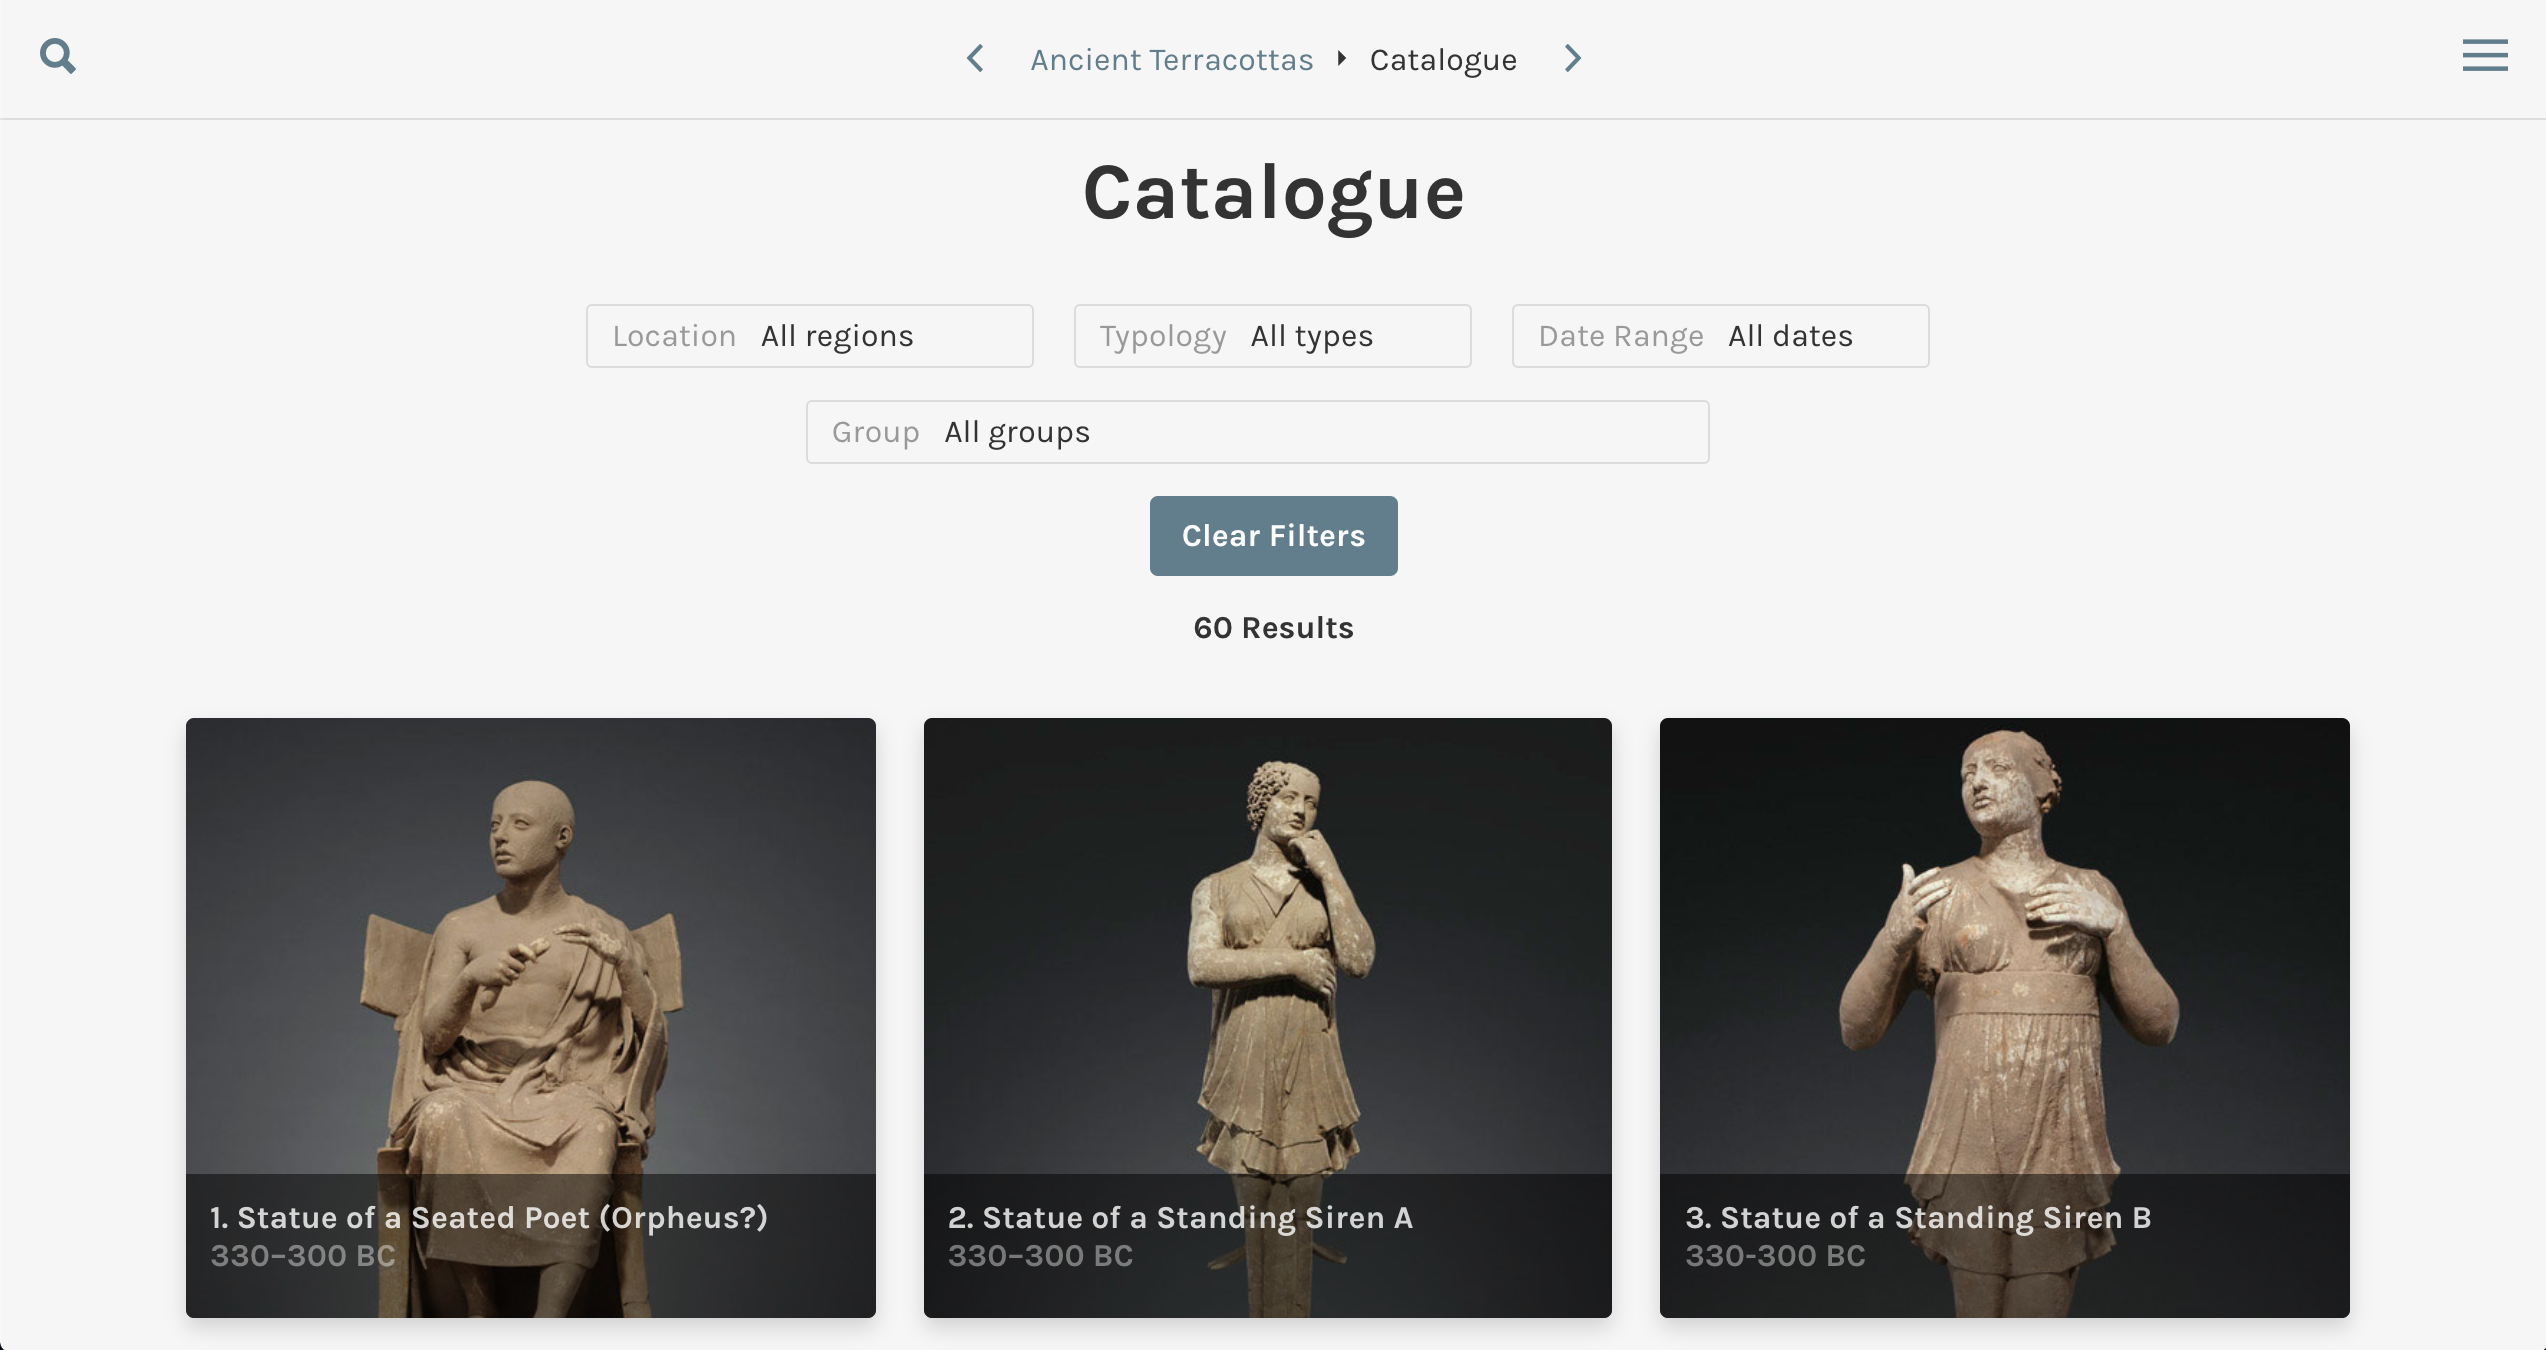 Ancient Terracottas Catalogue
Catalogue
Location All regions Typology All types Date Range All dates
Group All groups
Clear Filters
60 Results
1. Statue of a Seated Poet (Orpheus?)
330–300 BC
2. Statue of a Standing Siren A
330–300 BC
3. Statue of a Standing Siren B
330-300 BC